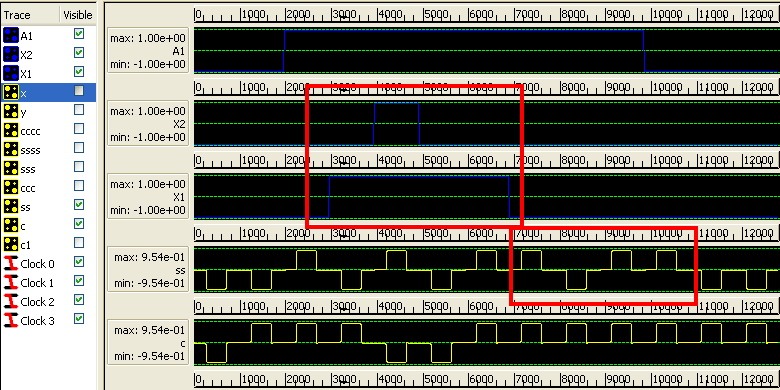 Trace Visible
A1
X2
X1
x
y
cccc
ssss
sss
ccc
ss
c
c1
Clock 0
Clock 1
Clock 2
Clock 3
0 1000 2000 3000 4000 5000 6000 7000 8000 9000 10000 11000 12000
max: 1.00e+00
A1
min: -1.00e+00
0 1000 2000 3000 4000 5000 6000 7000 8000 9000 10000 11000 12000
max: 1.00e+00
X2
min: -1.00e+00
0 1000 2000 3000 4000 5000 6000 7000 8000 9000 10000 11000 12000
max: 1.00e+00
X1
min: -1.00e+00
0 1000 2000 3000 4000 5000 6000 7000 8000 9000 10000 11000 12000
max: 9.54e-01
ss
min: -9.54e-01
0 1000 2000 3000 4000 5000 6000 7000 8000 9000 10000 11000 12000
max: 9.54e-01
c
min: -9.54e-01
0 1000 2000 3000 4000 5000 6000 7000 8000 9000 10000 11000 12000